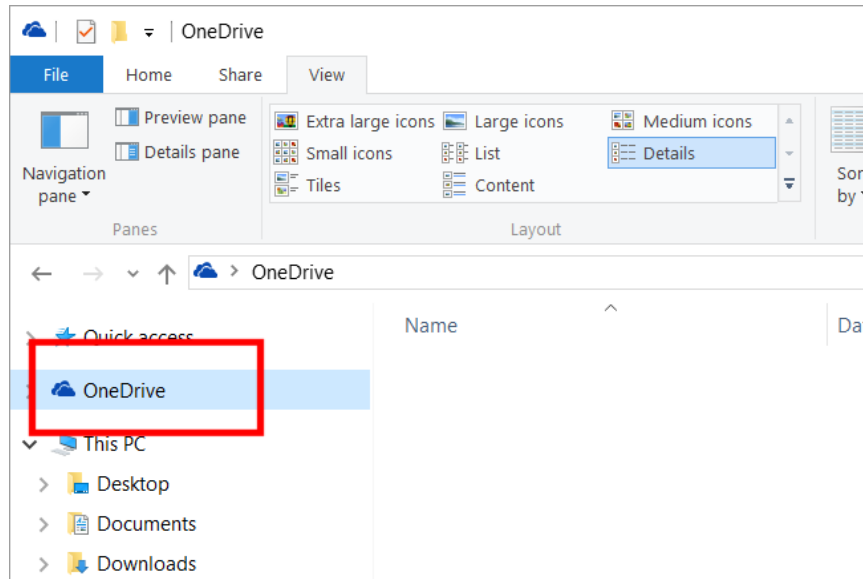 OneDrive
File Home Share View
Preview pane
Details pane
Navigation
pane
Panes
Extra large icons Large icons Medium icons
Small icons List Details
Tiles Content
Layout
by
OneDrive
Quick access
OneDrive
This PC
Desktop
Documents
Downloads
Name